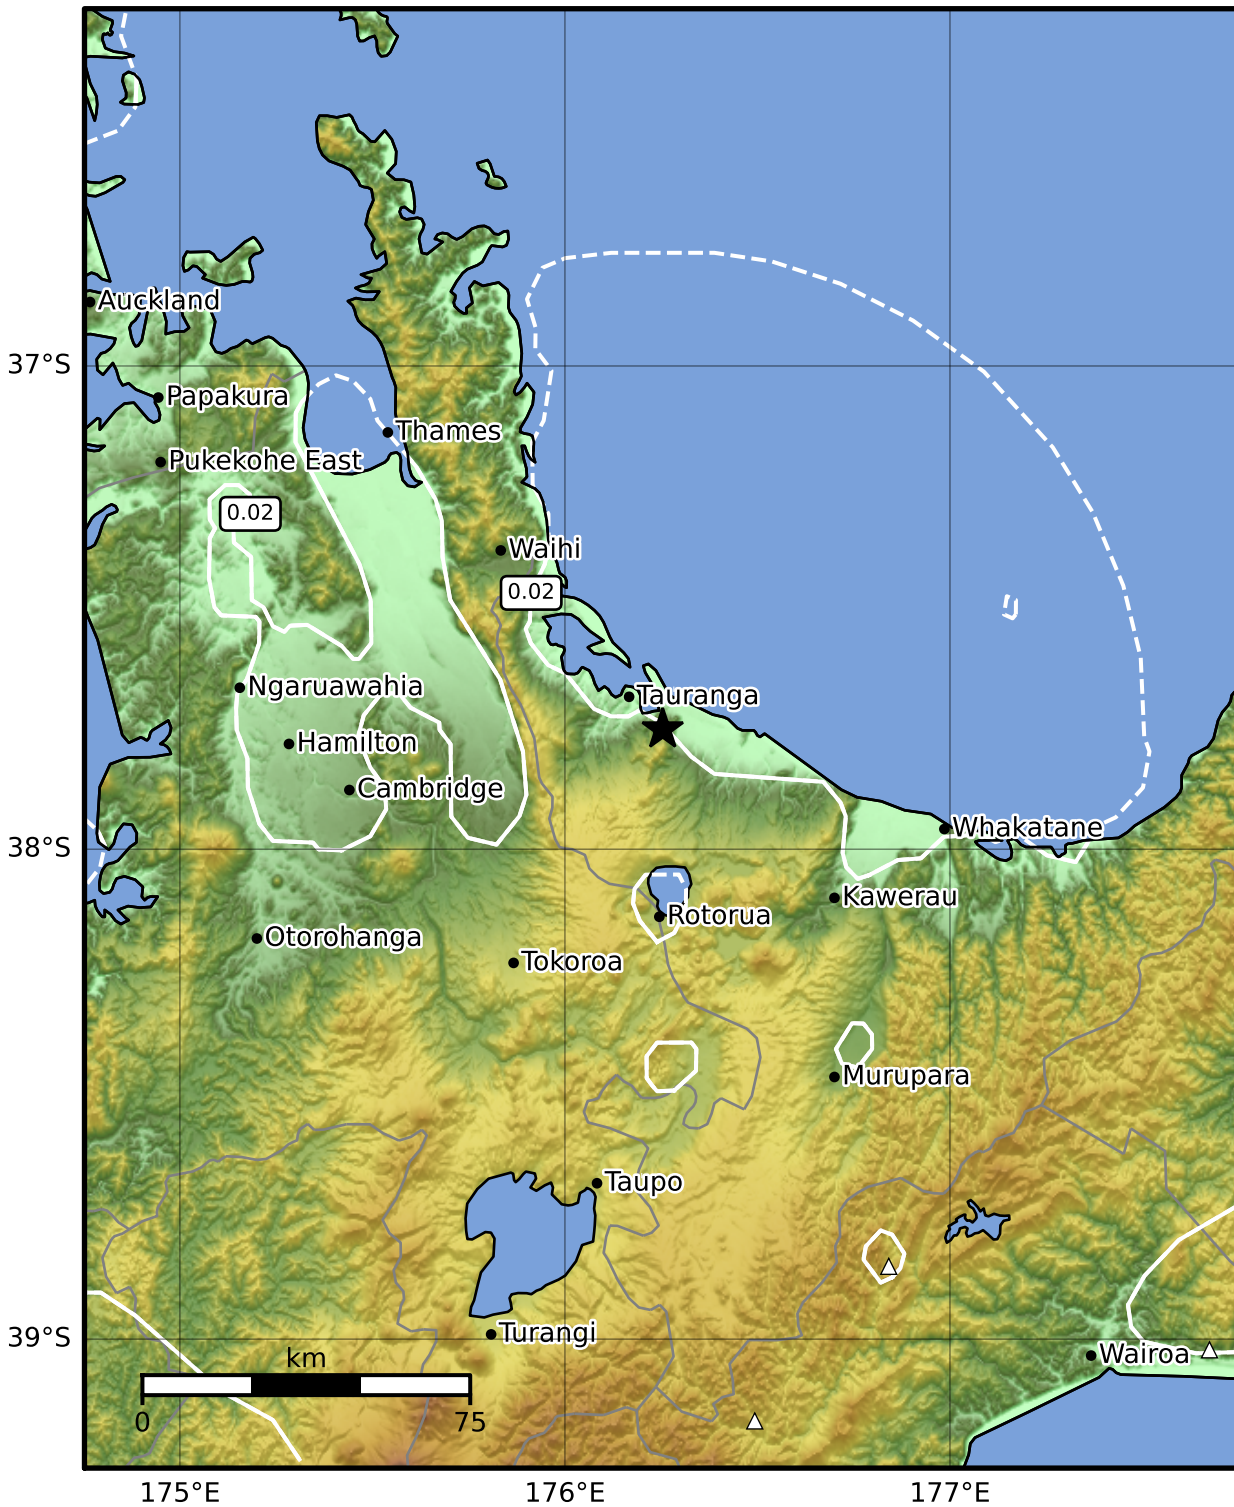 Auckland
37°S
Papakura
Thames
Pukekohe East
0.02
Waihi
0.02
Ngaruawahia
Tauranga
Hamilton
Cambridge
Whakatane
38°S
Kawerau
Rotorua
Otorohanga
Tokoroa
Murupara
Taupo
Turangi
39°S
Wairoa
km
0
75
175°E
176°E
177°E